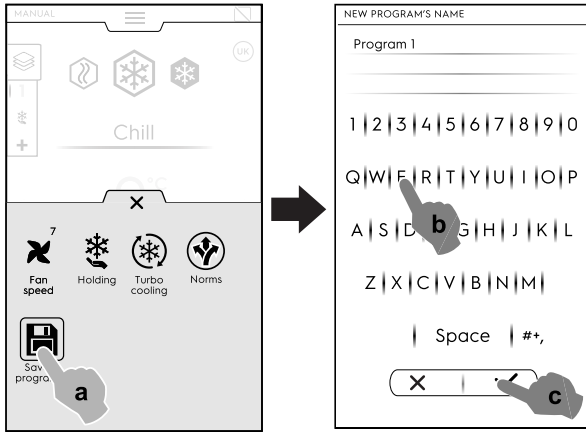 MANUAL
UK
Chill
°C
7
Fan
speed
Holding
Turbo
cooling
Norms
a
NEW PROGRAM'S NAME
Program 1
1 2 3 4 5 6 7 8 9 0
Q W E R T Y U I O P
A S D G H J K L
b
Z X C V B N M
Space #+,
c